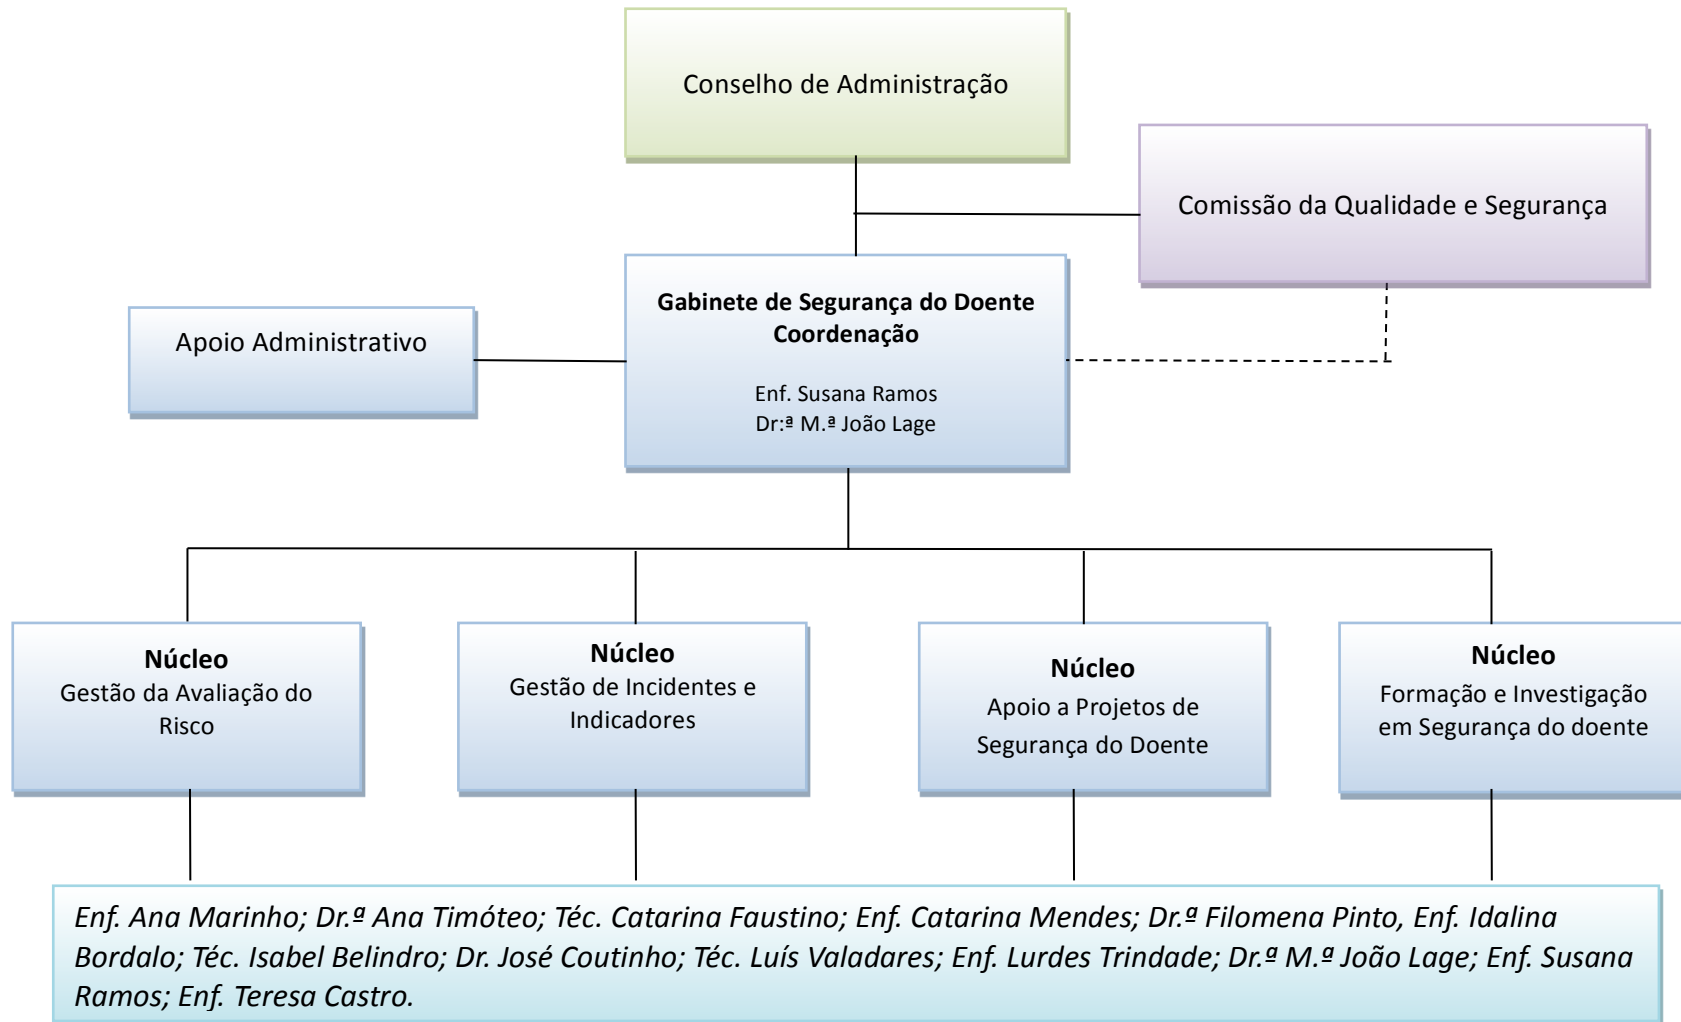 Conselho de Administração
Comissão da Qualidade e Segurança
Gabinete de Segurança do Doente
Coordenação
Enf. Susana Ramos
Dr:ª M.ª João Lage
Apoio Administrativo
Núcleo
Gestão da Avaliação do
Risco
Núcleo
Gestão de Incidentes e
Indicadores
Núcleo
Apoio a Projetos de
Segurança do Doente
Núcleo
Formação e Investigação
em Segurança do doente
Enf. Ana Marinho; Dr.ª Ana Timóteo; Téc. Catarina Faustino; Enf. Catarina Mendes; Dr.ª Filomena Pinto, Enf. Idalina
Bordalo; Téc. Isabel Belindro; Dr. José Coutinho; Téc. Luís Valadares; Enf. Lurdes Trindade; Dr.ª M.ª João Lage; Enf. Susana
Ramos; Enf. Teresa Castro.